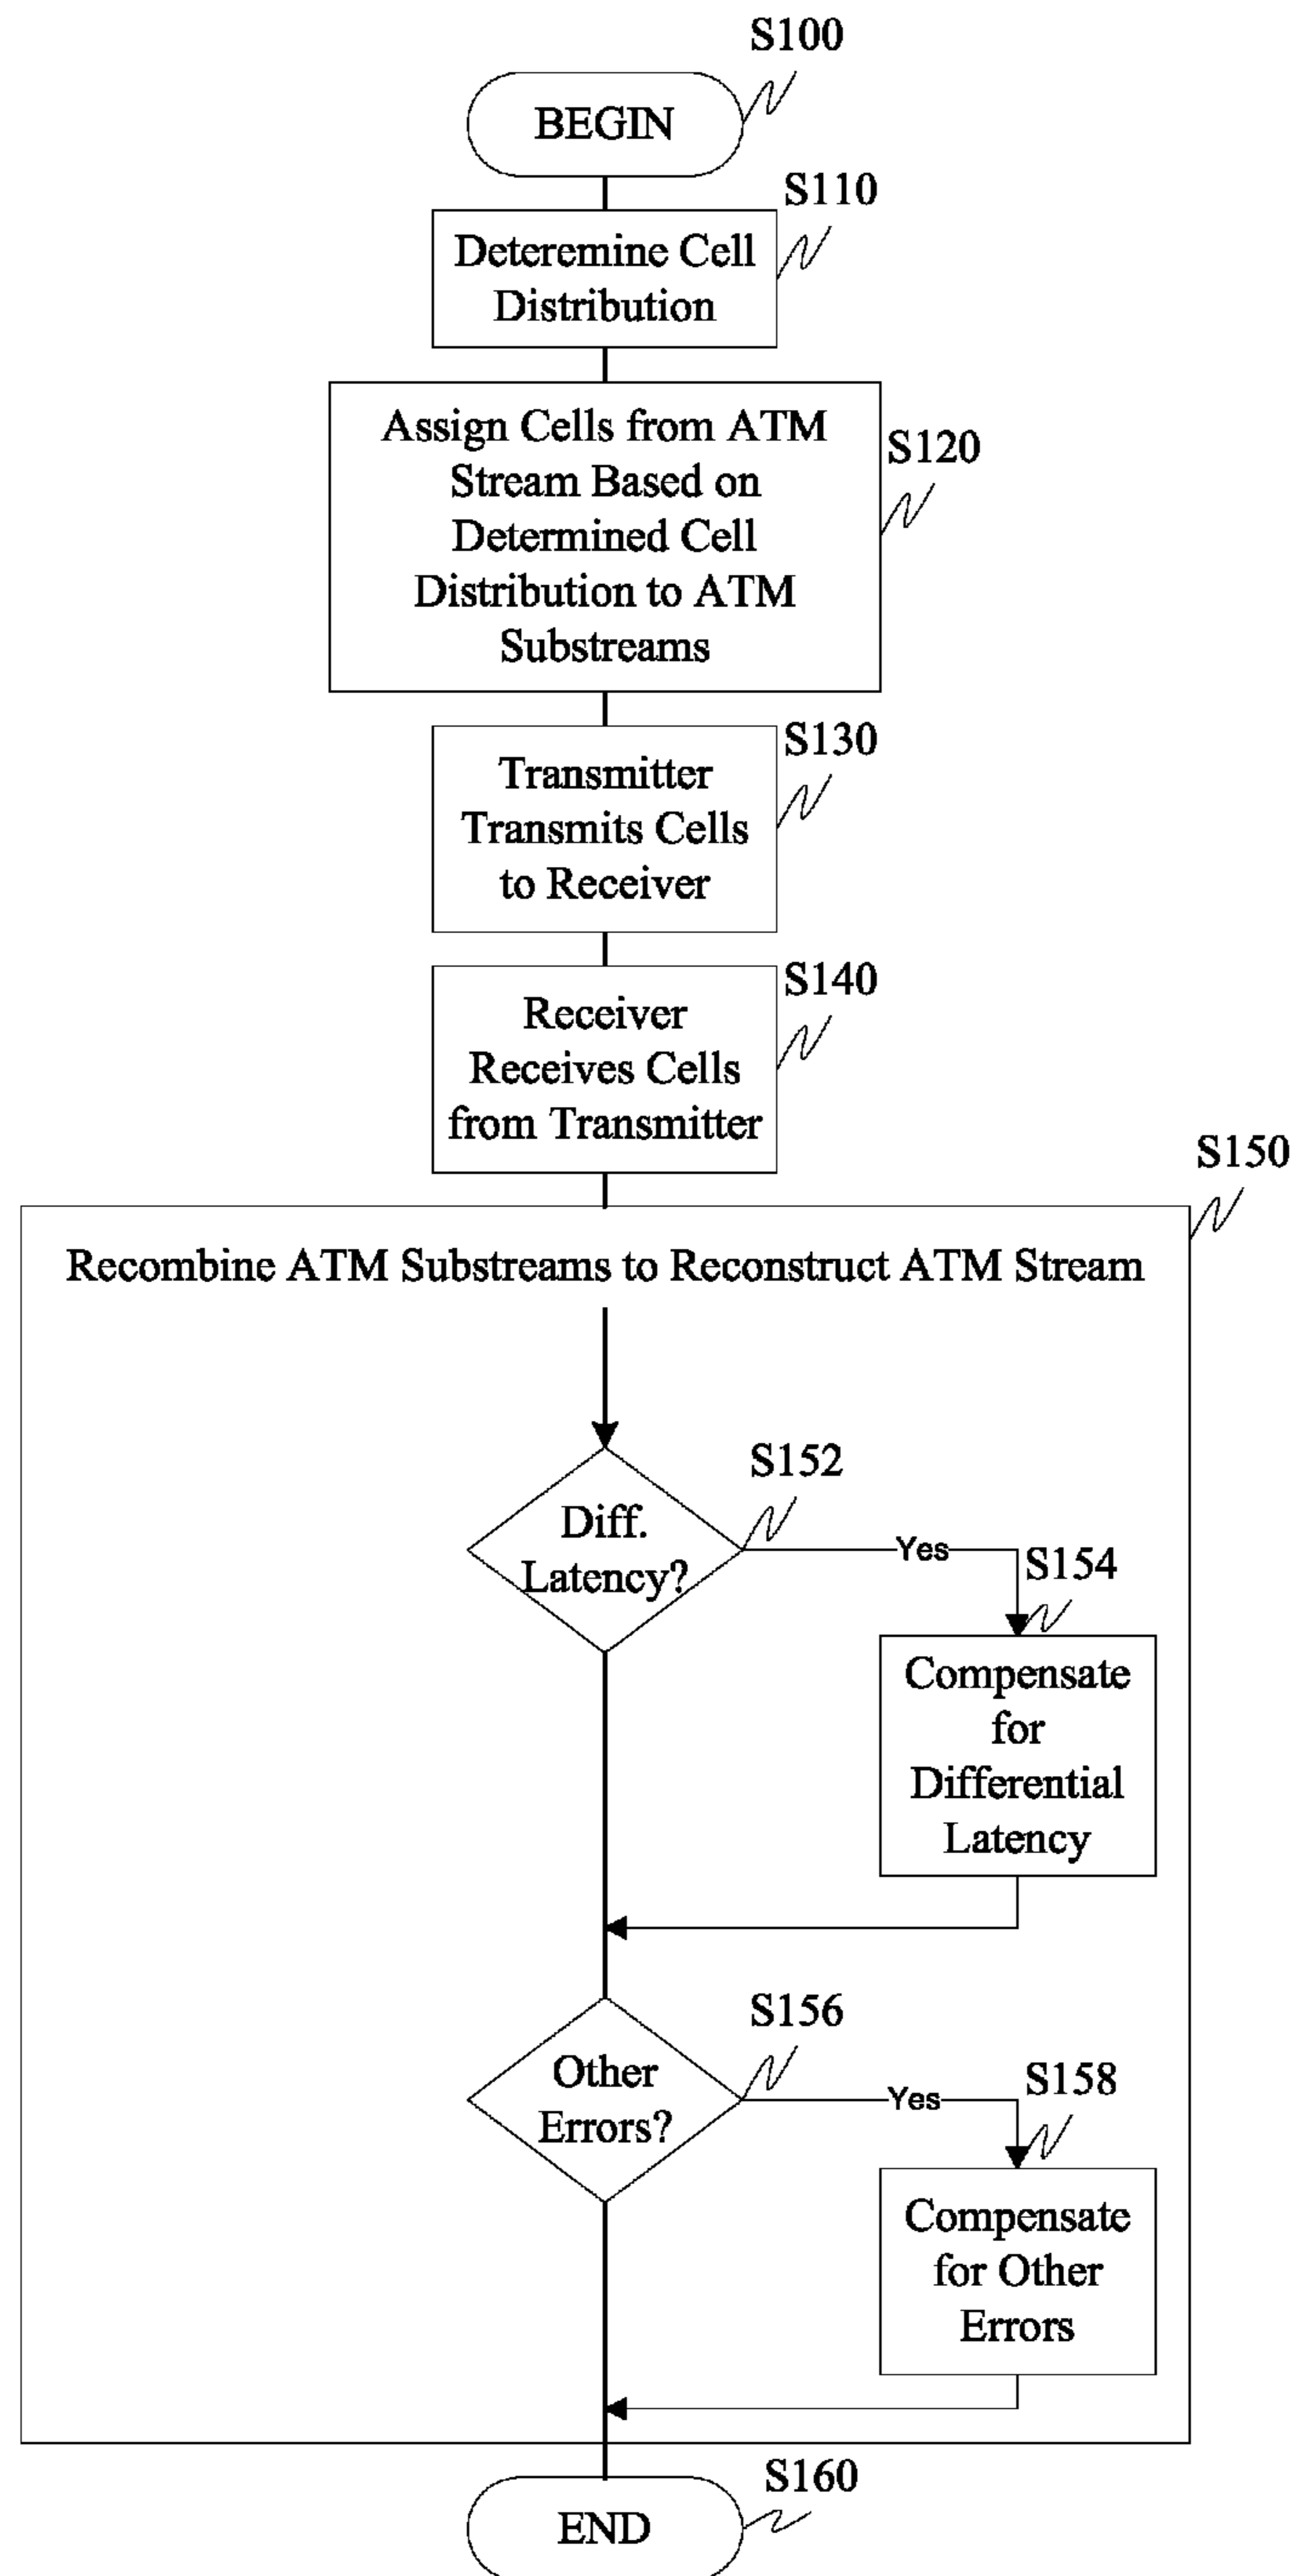 S100
BEGIN
S110
Deteremine Cell
Distribution
Assign Cells from ATM
Stream Based on
Determined Cell
Distribution to ATM
Substreams
S120
S130
Transmitter
Transmits Cells
to Receiver
S140
Receiver
Receives Cells
from Transmitter
S150
Recombine ATM Substreams to Reconstruct ATM Stream
S152
Diff.
Latency?
Yes
S154
Compensate
for
Differential
Latency
S156
Other
Errors?
Yes
S158
Compensate
for Other
Errors
S160
END